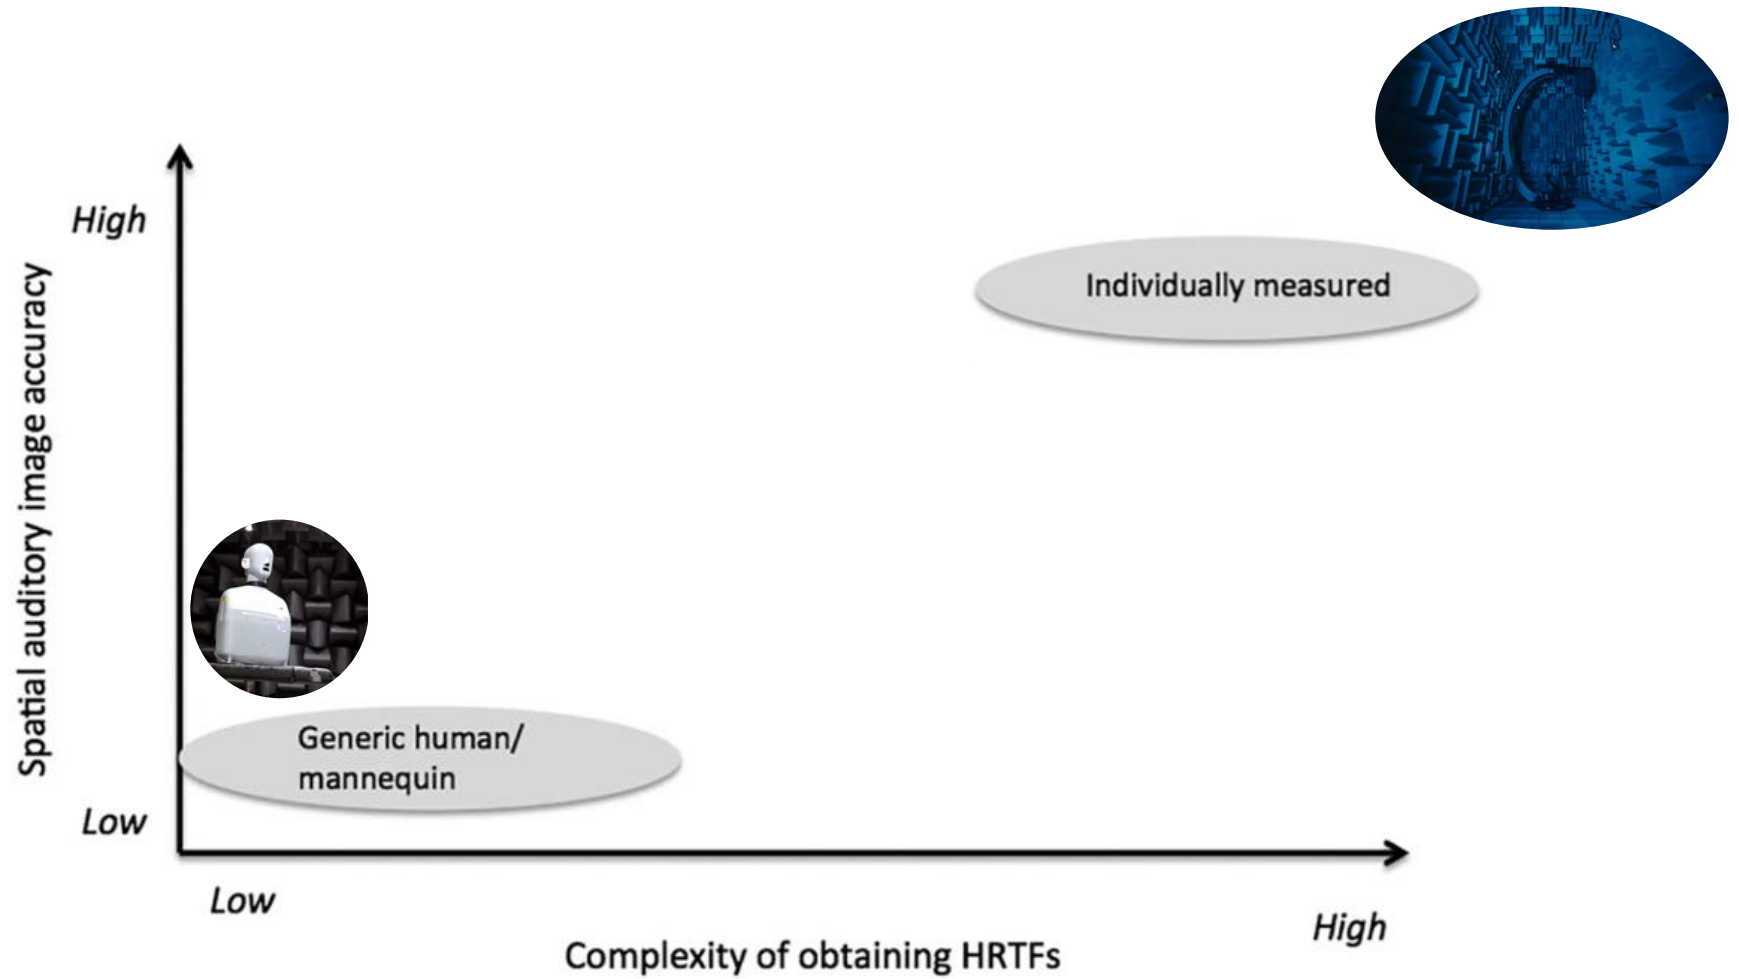 High
Individually measured
Spatial auditory image accuracy
Generic human/
mannequin
Low
Low
High
Complexity of obtaining HRTFs